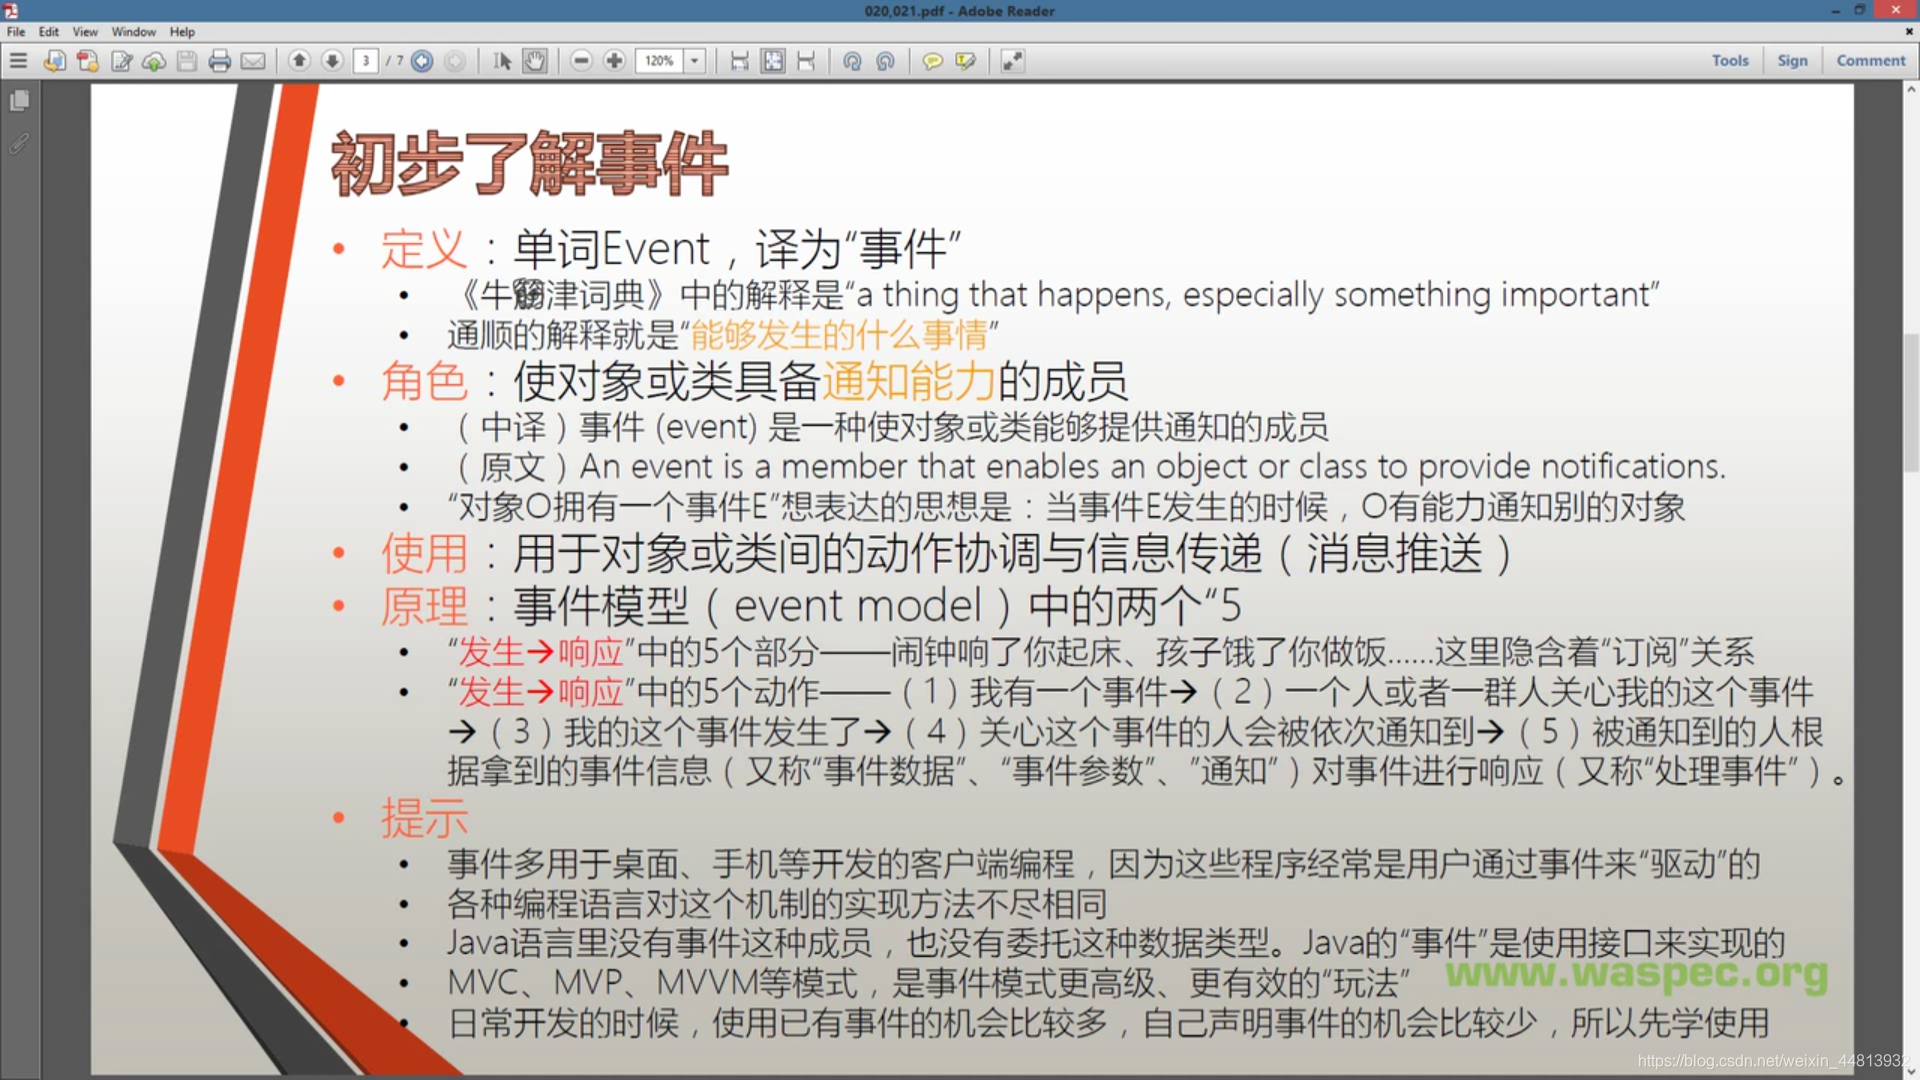 020,021.pdf - Adobe Reader
File Edit View Window Help
3 / 7 120% Tools Sign Comment
初步了解事件
• 定义：单词Event，译为“事件”
• 《牛津词典》中的解释是“a thing that happens, especially something important”
• 通顺的解释就是“能够发生的什么事情”
• 角色：使对象或类具备通知能力的成员
• （中译）事件 (event) 是一种使对象或类能够提供通知的成员
• （原文）An event is a member that enables an object or class to provide notifications.
• “对象O拥有一个事件E”想表达的思想是：当事件E发生的时候，O有能力通知别的对象
• 使用：用于对象或类间的动作协调与信息传递（消息推送）
• 原理：事件模型（event model）中的两个“5
• “发生→响应”中的5个部分——闹钟响了你起床、孩子饿了你做饭……这里隐含着“订阅”关系
• “发生→响应”中的5个动作——（1）我有一个事件→（2）一个人或者一群人关心我的这个事件
→（3）我的这个事件发生了→（4）关心这个事件的人会被依次通知到→（5）被通知到的人根
据拿到的事件信息（又称“事件数据”、“事件参数”、“通知”）对事件进行响应（又称“处理事件”）。
• 提示
• 事件多用于桌面、手机等开发的客户端编程，因为这些程序经常是用户通过事件来“驱动”的
• 各种编程语言对这个机制的实现方法不尽相同
• Java语言里没有事件这种成员，也没有委托这种数据类型。Java的“事件”是使用接口来实现的
• MVC、MVP、MVVM等模式，是事件模式更高级、更有效的“玩法”
www.waspec.org
• 日常开发的时候，使用已有事件的机会比较多，自己声明事件的机会比较少，所以先学使用
https://blog.csdn.net/weixin_44813932